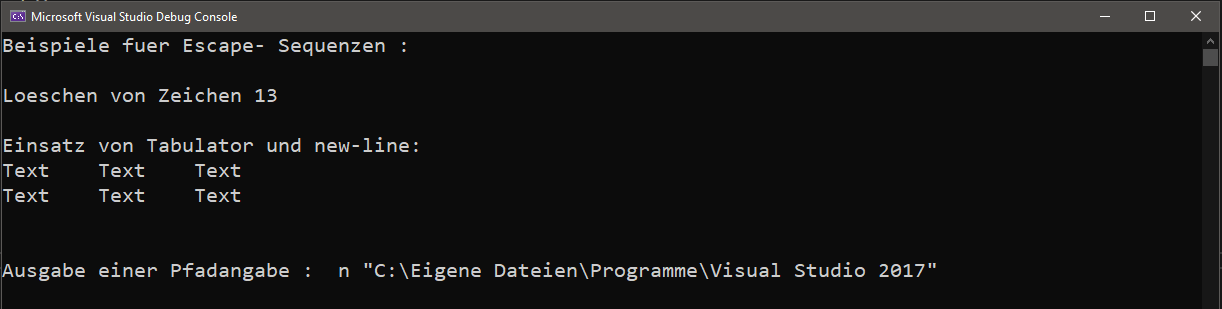 Microsoft Visual Studio Debug Console
Beispiele fuer Escape- Sequenzen :
Loeschen von Zeichen 13
Einsatz von Tabulator und new-line:
Text    Text    Text
Text    Text    Text
Ausgabe einer Pfadangabe :  n "C:\Eigene Dateien\Programme\Visual Studio 2017"